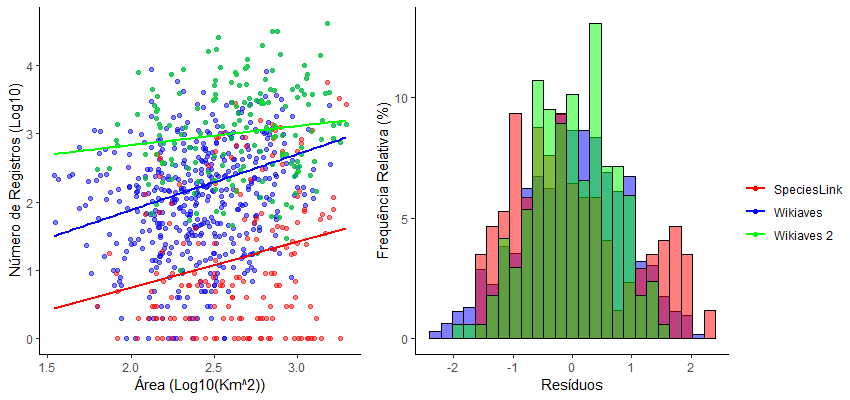 Número de Registros (Log10)
4
3
2
1
0
1.5 2.0 2.5 3.0
Área (Log10(Km^2))
Frequência Relativa (%)
10
5
0
-2 -1 0 1 2
Resíduos
SpeciesLink
Wikiaves
Wikiaves 2